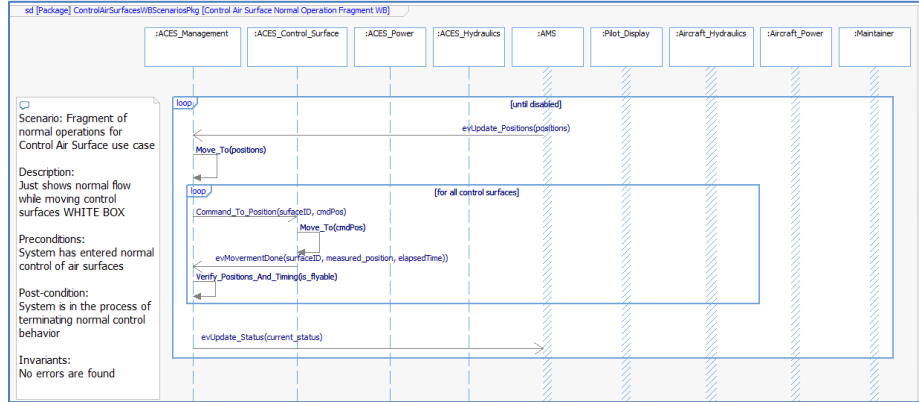 sd [Package] ControlAirSurfacesWBScenariosPkg [Control Air Surface Normal Operation Fragment WB]
:ACES_Management
:ACES_Control_Surface
:ACES_Power
:ACES_Hydraulics
:AMS
:Pilot_Display
:Aircraft_Hydraulics
:Aircraft_Power
:Maintainer
Scenario: Fragment of
normal operations for
Control Air Surface use case
Description:
Just shows normal flow
while moving control
surfaces WHITE BOX
Preconditions:
System has entered normal
control of air surfaces
Post-condition:
System is in the process of
terminating normal control
behavior
Invariants:
No errors are found
loop
[until disabled]
evUpdate_Positions(positions)
Move_To(positions)
loop
[for all control surfaces]
Command_To_Position(sufaceID, cmdPos)
Move_To(cmdPos)
evMovermentDone(surfaceID, measured_position, elapsedTime))
Verify_Positions_And_Timing(is_flyable)
evUpdate_Status(current_status)